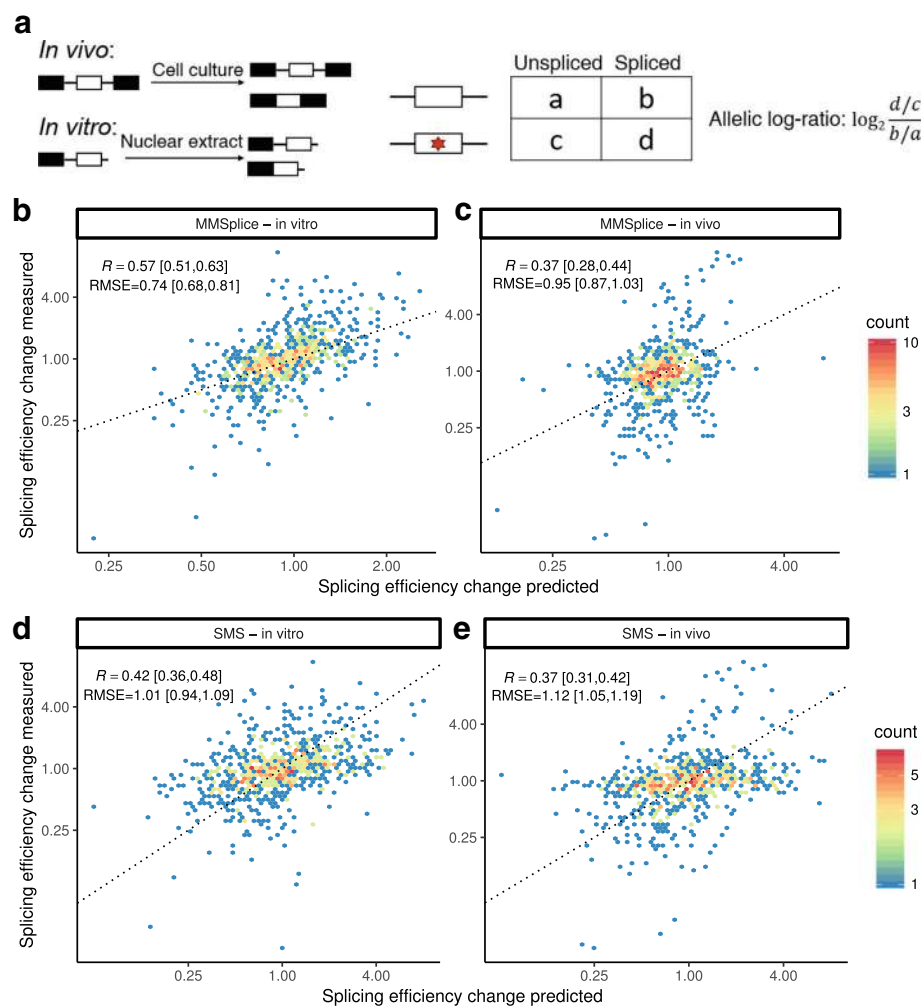 a
In vivo:
Cell culture
In vitro:
Nuclear extract
Unspliced Spliced
a b
c d
Allelic log-ratio: log₂ (d/c)/(b/a)
b
MMSplice – in vitro
R = 0.57 [0.51,0.63]
RMSE=0.74 [0.68,0.81]
4.00
1.00
0.25
Splicing efficiency change measured
0.25 0.50 1.00 2.00
c
MMSplice – in vivo
R = 0.37 [0.28,0.44]
RMSE=0.95 [0.87,1.03]
4.00
1.00
0.25
0.25 1.00 4.00
Splicing efficiency change predicted
count
10
3
1
d
SMS – in vitro
R = 0.42 [0.36,0.48]
RMSE=1.01 [0.94,1.09]
4.00
1.00
0.25
Splicing efficiency change measured
0.25 1.00 4.00
e
SMS – in vivo
R = 0.37 [0.31,0.42]
RMSE=1.12 [1.05,1.19]
4.00
1.00
0.25
0.25 1.00 4.00
Splicing efficiency change predicted
count
5
3
1